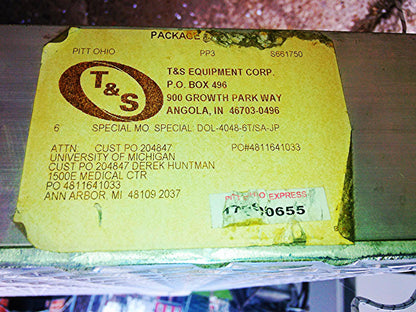 PACKAGE
PITT OHIO PP3 S661750
T&S
T&S EQUIPMENT CORP.
P.O. BOX 496
900 GROWTH PARK WAY
ANGOLA, IN 46703-0496
6 SPECIAL MO. SPECIAL: DOL-4048-6T/SA-JP
ATTN: CUST PO 204847 PO#4811641033
UNIVERSITY OF MICHIGAN
CUST PO 204847 DEREK HUNTMAN
1500E MEDICAL CTR
PO 4811641033
ANN ARBOR, MI 48109 2037
EXPRESS
0655